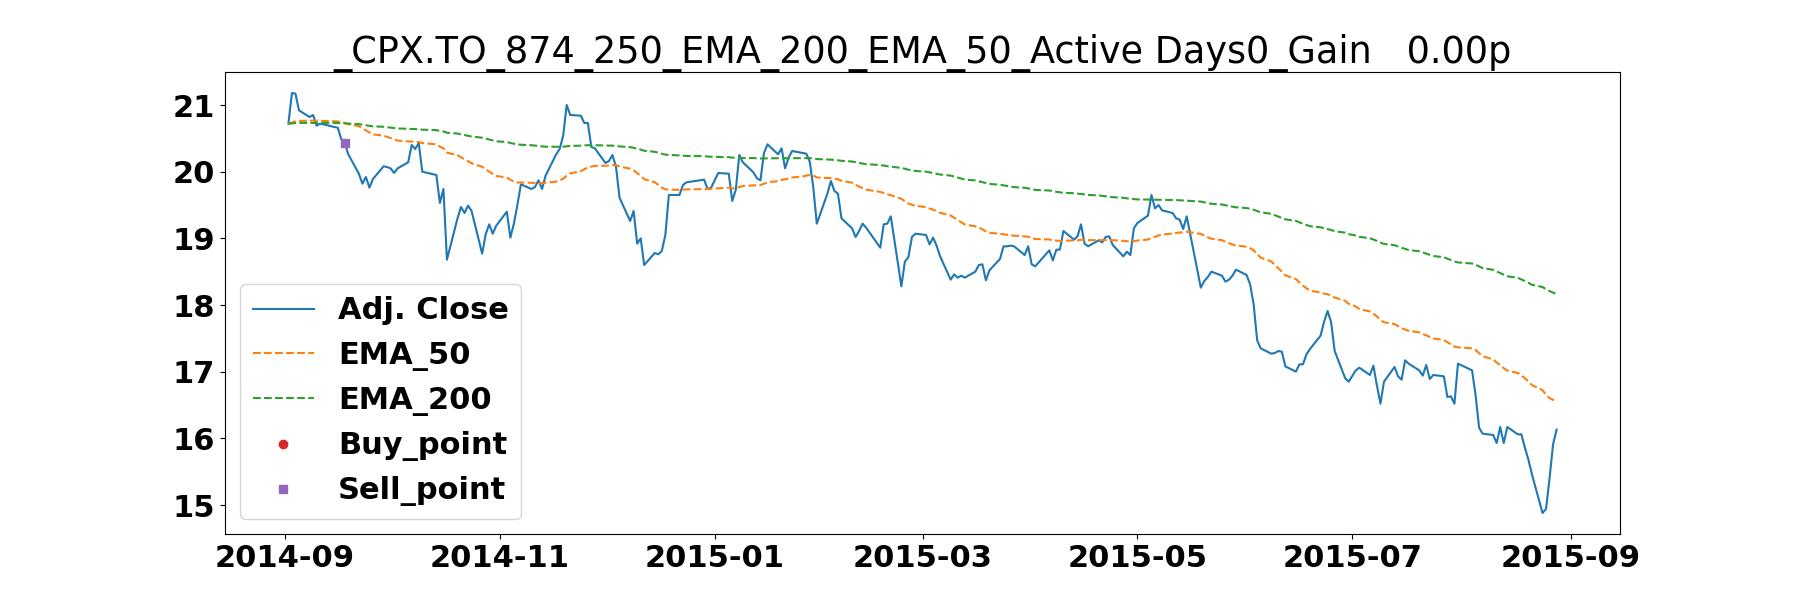 _CPX.TO_874_250_EMA_200_EMA_50_Active Days0_Gain   0.00p
21
20
19
18
17
16
15
Adj. Close
EMA_50
EMA_200
Buy_point
Sell_point
2014-09 2014-11 2015-01 2015-03 2015-05 2015-07 2015-09